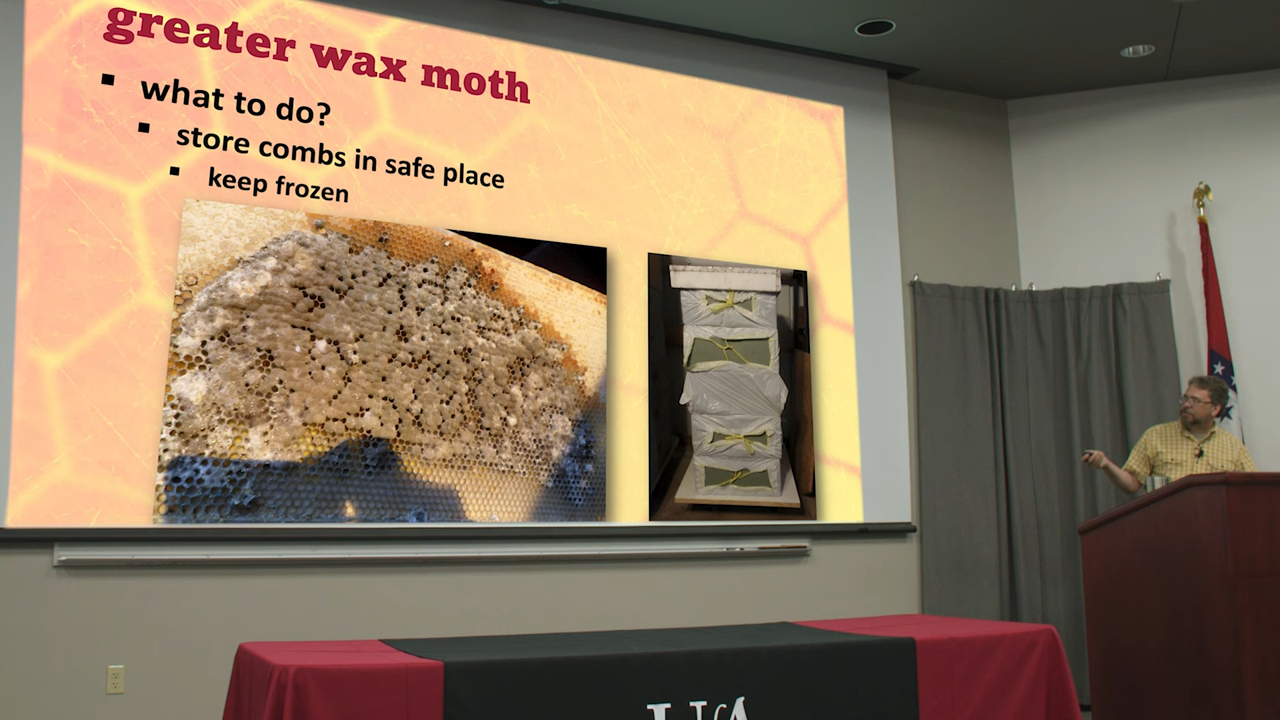 greater wax moth
what to do?
store combs in safe place
keep frozen